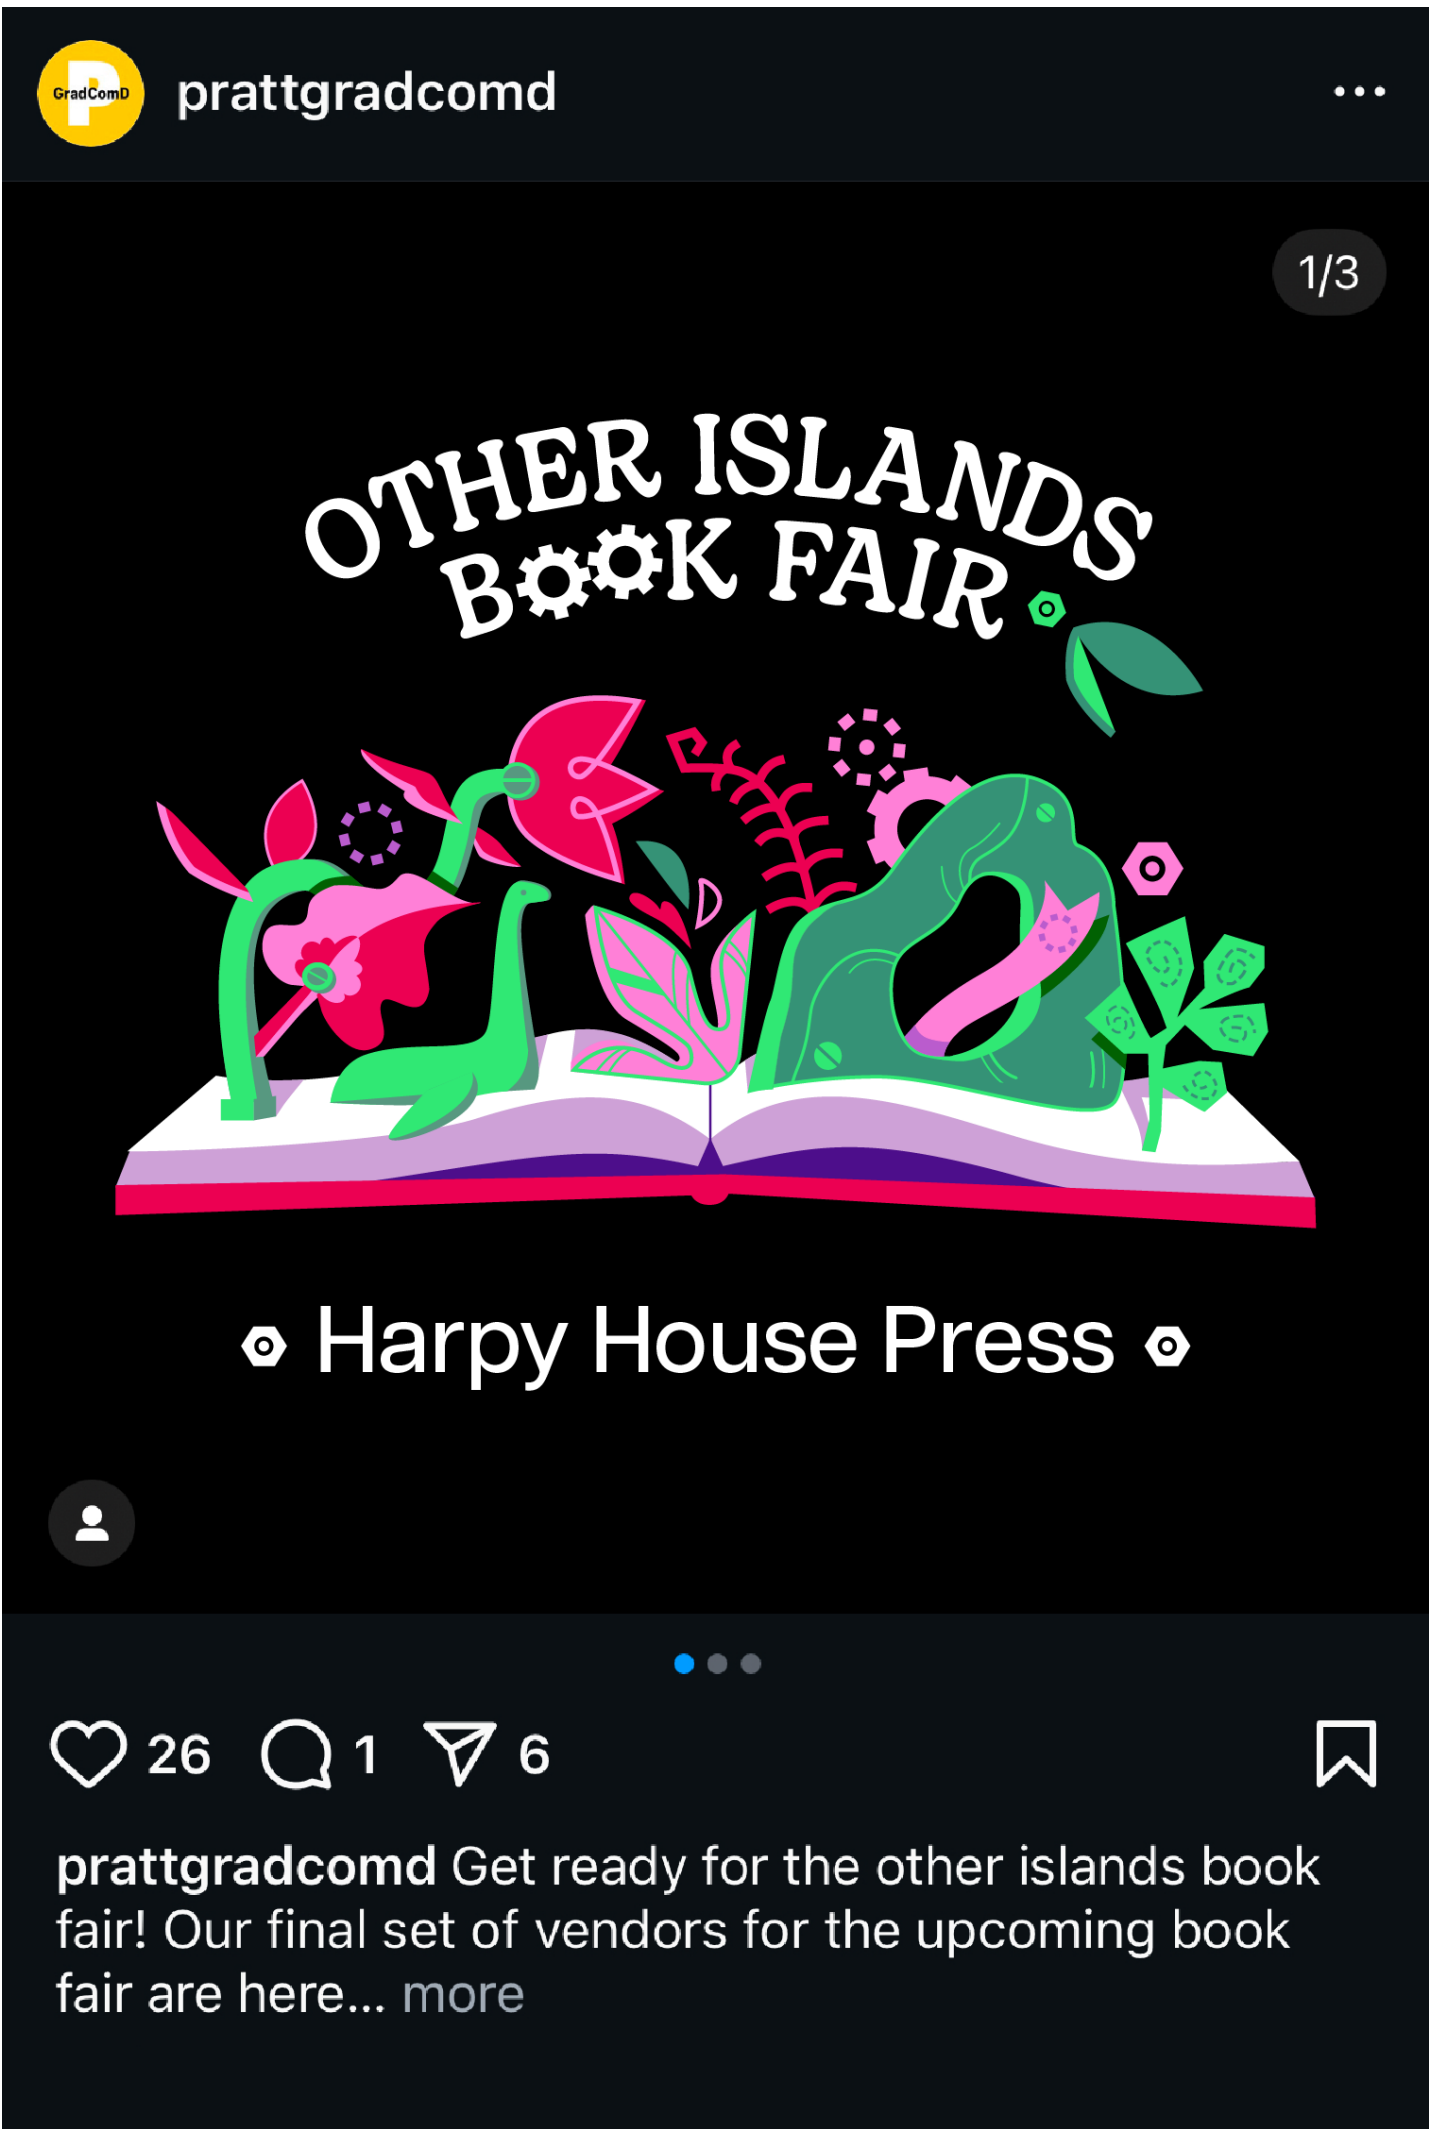 GradComD
prattgradcomd
1/3
OTHER ISLANDS
BOOK FAIR
Harpy House Press
26 1 6
prattgradcomd Get ready for the other islands book
fair! Our final set of vendors for the upcoming book
fair are here... more